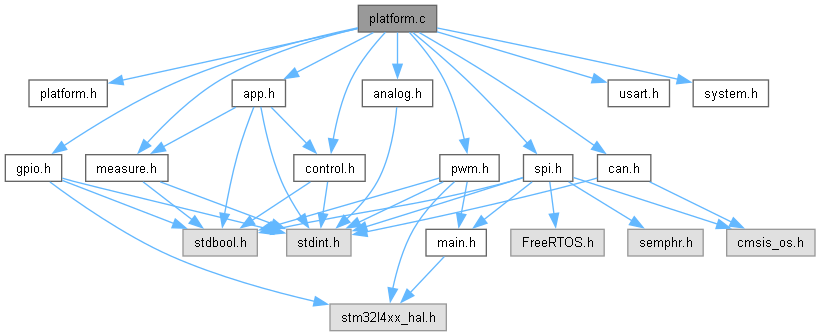 platform.c
platform.h
app.h
analog.h
usart.h
system.h
gpio.h
measure.h
control.h
pwm.h
spi.h
can.h
stdbool.h
stdint.h
main.h
FreeRTOS.h
semphr.h
cmsis_os.h
stm32l4xx_hal.h